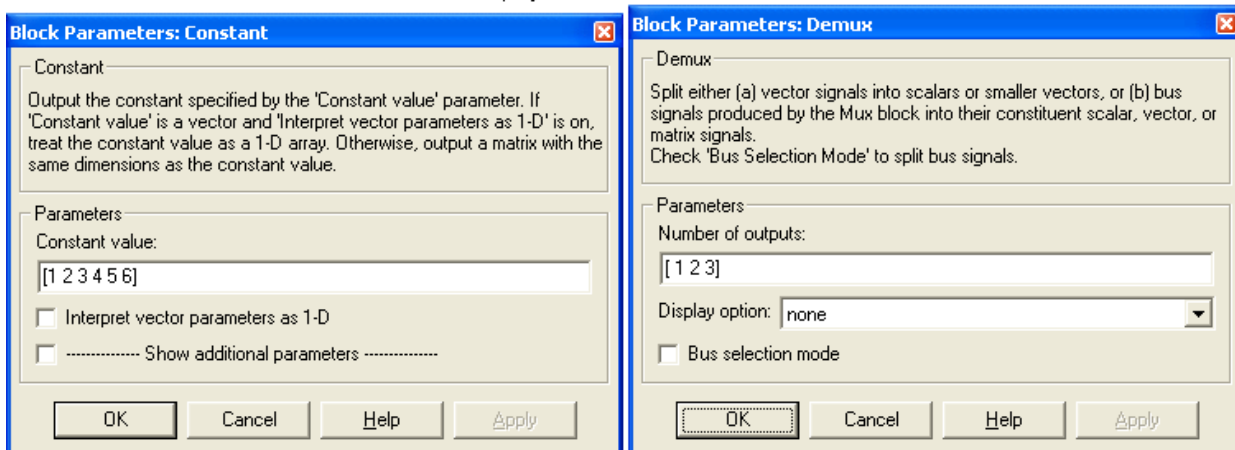 Block Parameters: Constant
Constant
Output the constant specified by the 'Constant value' parameter. If
'Constant value' is a vector and 'Interpret vector parameters as 1-D' is on,
treat the constant value as a 1-D array. Otherwise, output a matrix with the
same dimensions as the constant value.
Parameters
Constant value:
[1 2 3 4 5 6]
Interpret vector parameters as 1-D
-------------- Show additional parameters --------------
OK Cancel Help Apply
Block Parameters: Demux
Demux
Split either (a) vector signals into scalars or smaller vectors, or (b) bus
signals produced by the Mux block into their constituent scalar, vector, or
matrix signals.
Check 'Bus Selection Mode' to split bus signals.
Parameters
Number of outputs:
[ 1 2 3]
Display option: none
Bus selection mode
OK Cancel Help Apply